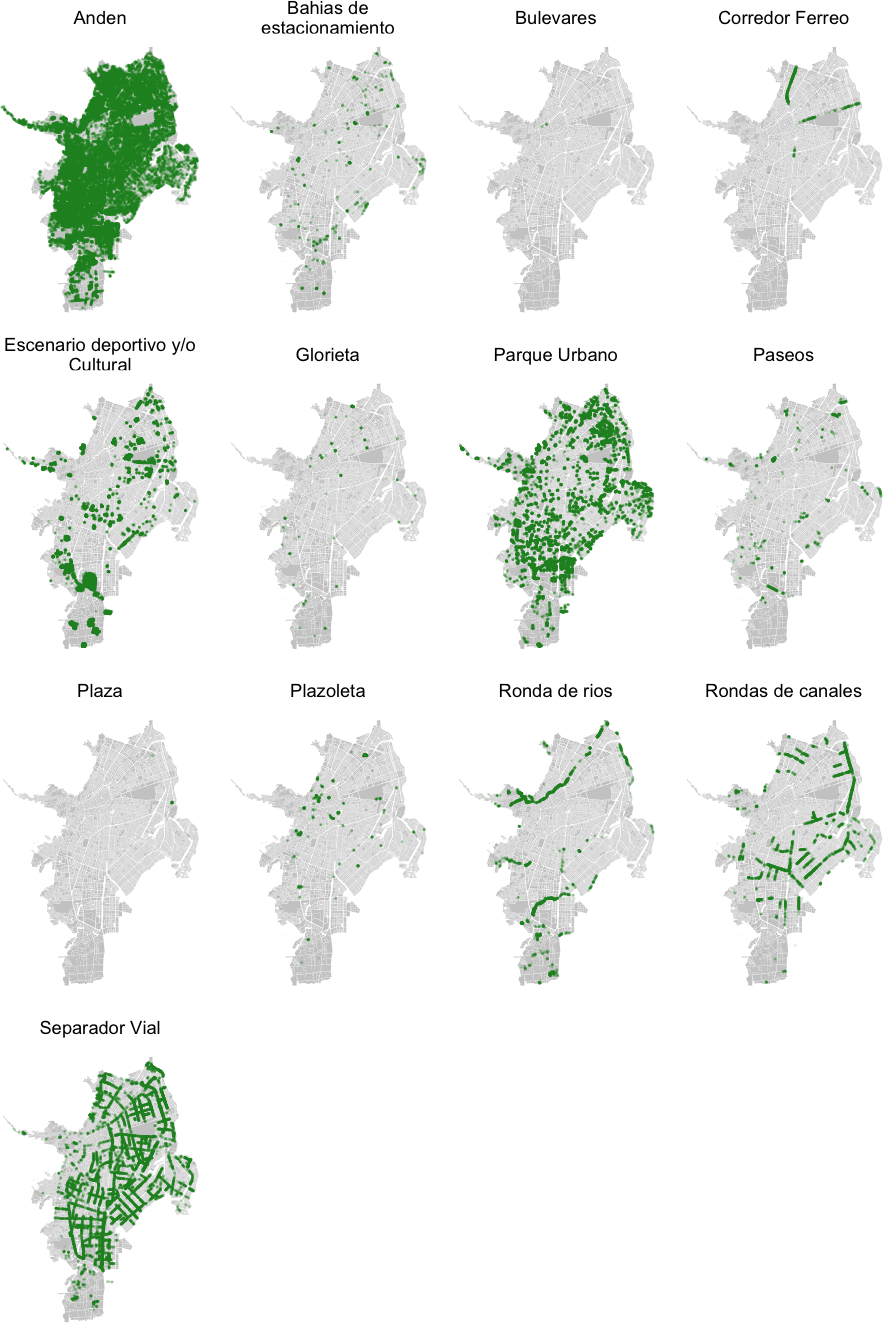 Anden
Bahias de
estacionamiento
Bulevares
Corredor Ferreo
Escenario deportivo y/o
Cultural
Glorieta
Parque Urbano
Paseos
Plaza
Plazoleta
Ronda de rios
Rondas de canales
Separador Vial